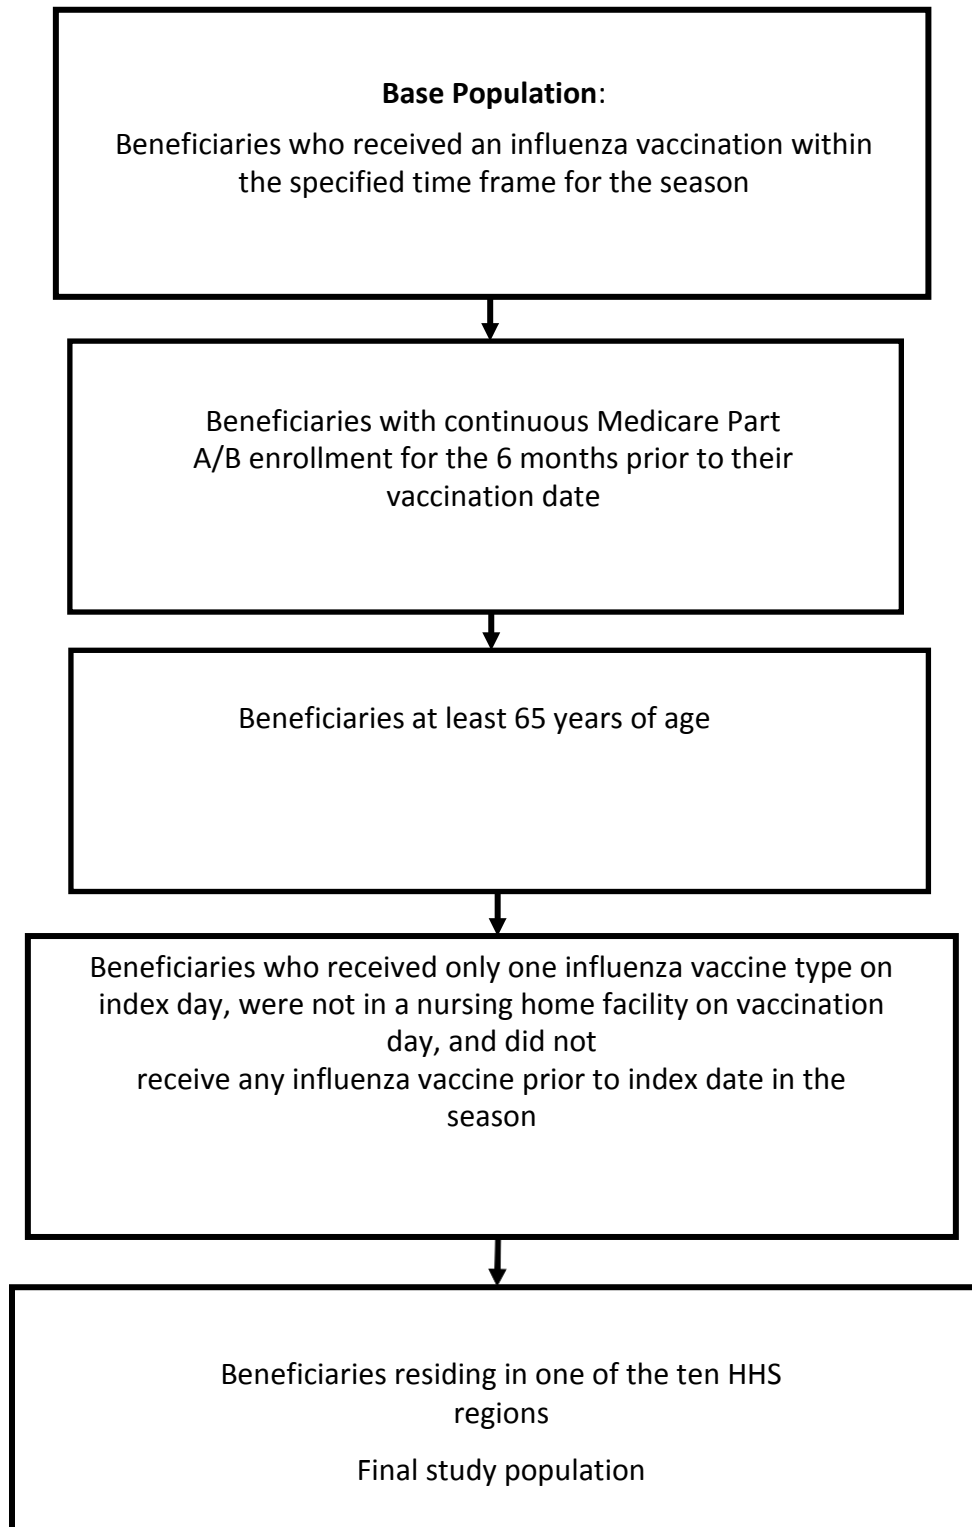 Base Population:
Beneficiaries who received an influenza vaccination within
the specified time frame for the season
Beneficiaries with continuous Medicare Part
A/B enrollment for the 6 months prior to their
vaccination date
Beneficiaries at least 65 years of age
Beneficiaries who received only one influenza vaccine type on
index day, were not in a nursing home facility on vaccination
day, and did not
receive any influenza vaccine prior to index date in the
season
Beneficiaries residing in one of the ten HHS
regions
Final study population